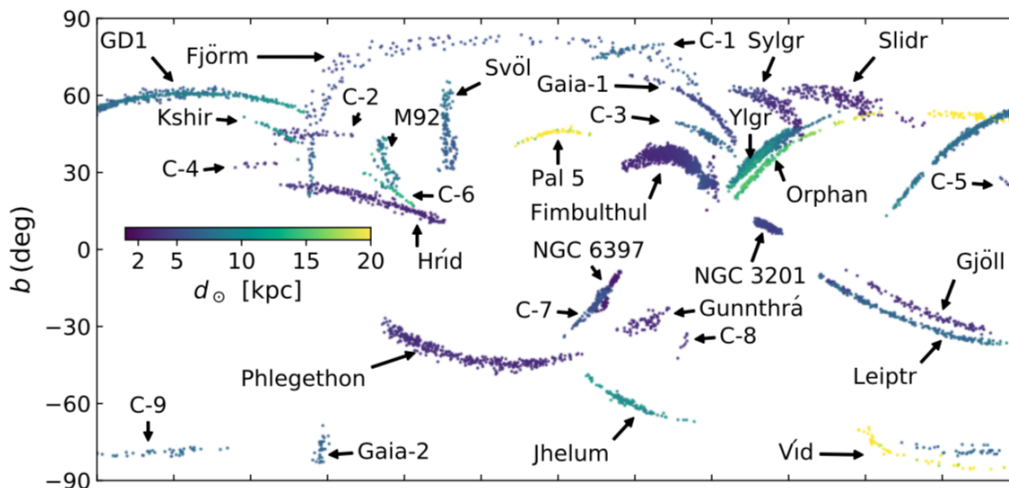 90
GD1
Fjörm
C-1
Sylgr
Slidr
Svöl
Gaia-1
60
Kshir
C-2
M92
C-3
Ylgr
30
C-4
Pal 5
C-6
Fimbulthul
Orphan
C-5
0
2 5 10 15 20
d☉ [kpc]
Hríd
NGC 6397
NGC 3201
Gjöll
b (deg)
C-7
Gunnthrá
−30
C-8
Phlegethon
Leiptr
−60
C-9
Gaia-2
Jhelum
Víd
−90